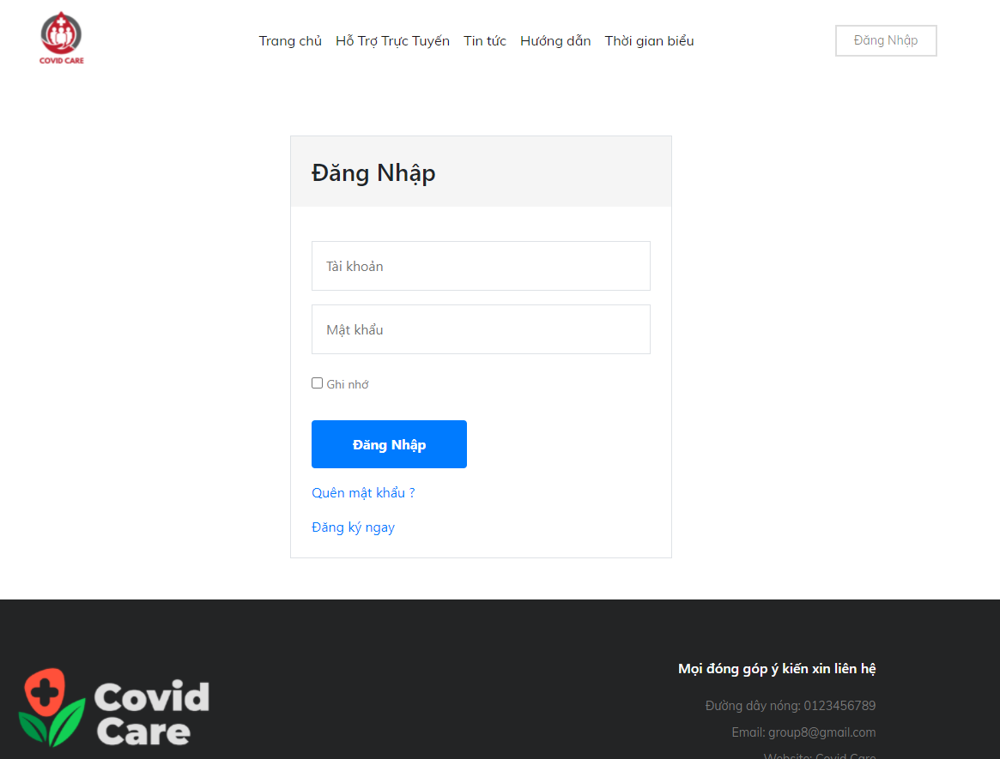 COVID CARE
Trang chủ Hỗ Trợ Trực Tuyến Tin tức Hướng dẫn Thời gian biểu
Đăng Nhập
Đăng Nhập
Tài khoản
Mật khẩu
Ghi nhớ
Đăng Nhập
Quên mật khẩu ?
Đăng ký ngay
Covid
Care
Mọi đóng góp ý kiến xin liên hệ
Đường dây nóng: 0123456789
Email: group8@gmail.com
Website: Covid Care